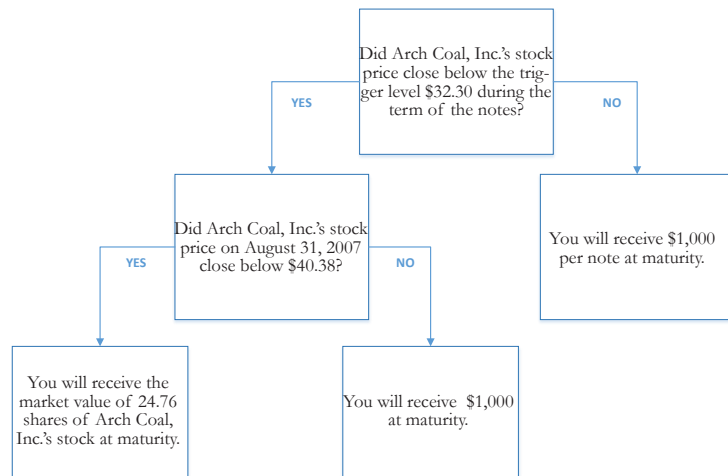 Did Arch Coal, Inc.'s stock
price close below the trig-
ger level $32.30 during the
term of the notes?
YES
NO
Did Arch Coal, Inc.'s stock
price on August 31, 2007
close below $40.38?
You will receive $1,000
per note at maturity.
YES
NO
You will receive the
market value of 24.76
shares of Arch Coal,
Inc.'s stock at maturity.
You will receive  $1,000
at maturity.